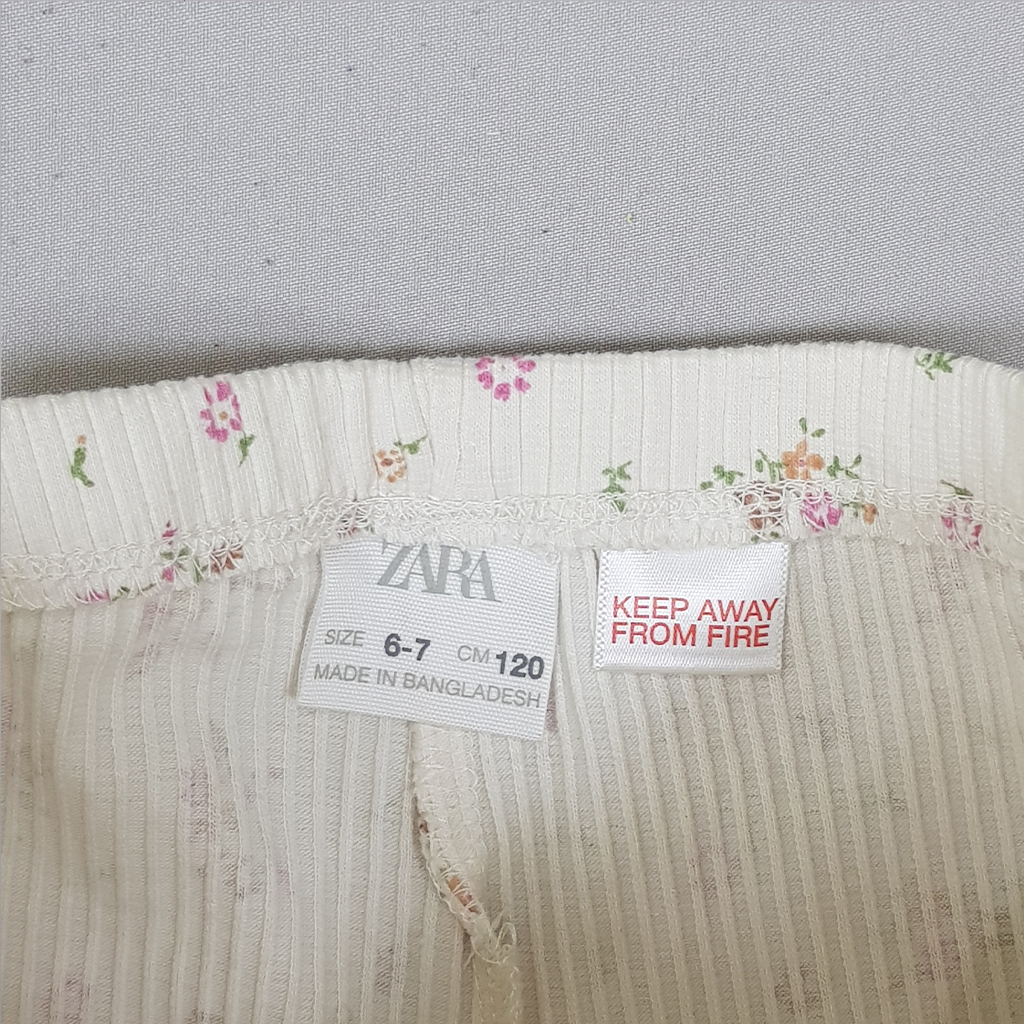 ZARA
SIZE 6-7 CM 120
MADE IN BANGLADESH
KEEP AWAY
FROM FIRE